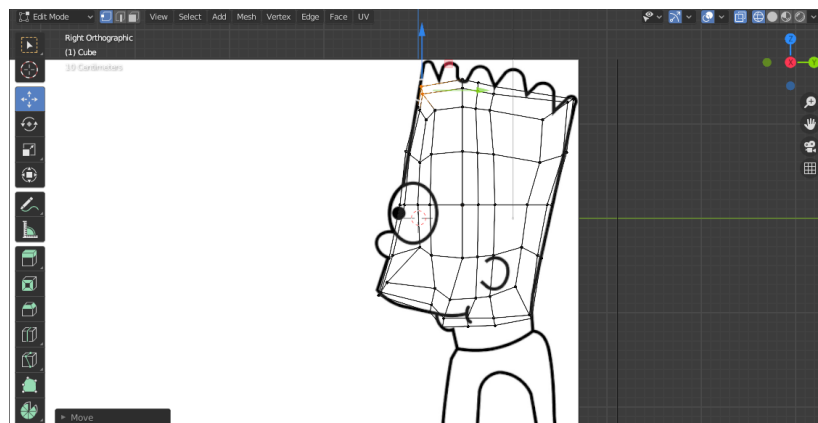 Edit Mode View Select Add Mesh Vertex Edge Face UV
Right Orthographic
(1) Cube
10 Centimeters
Z
X
Y
Move